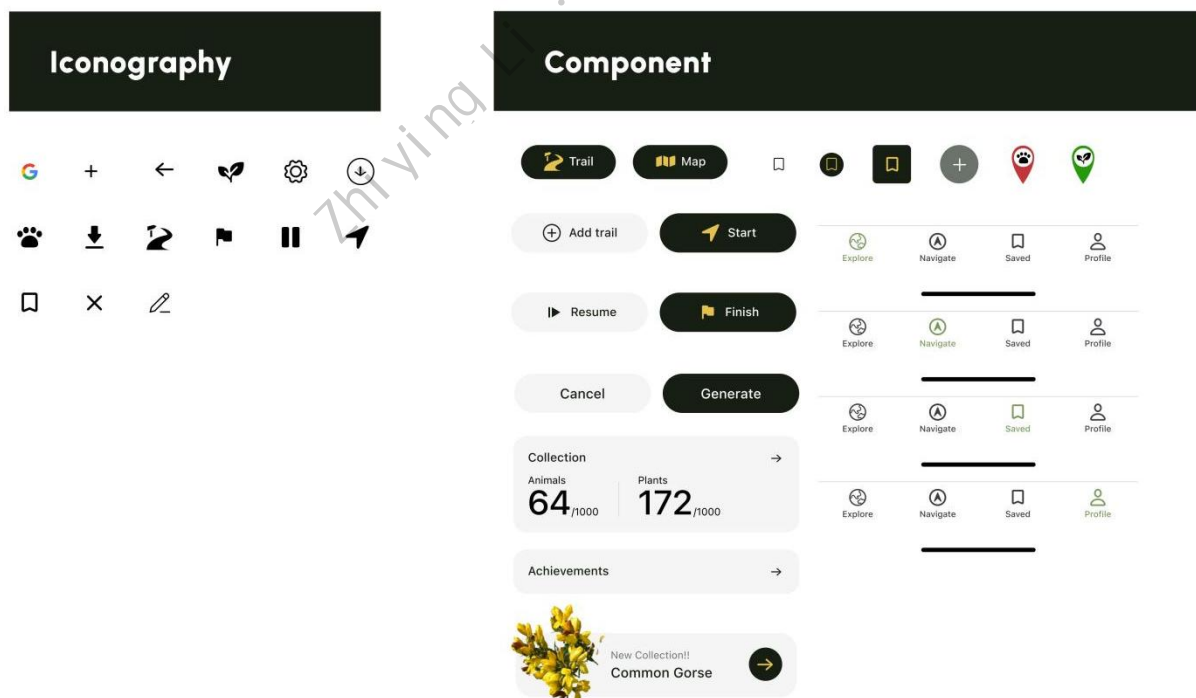 Iconography
Component
Zhiying Li
Trail
Map
Add trail
Start
Resume
Finish
Cancel
Generate
Collection
Animals
Plants
64/1000
172/1000
Achievements
New Collection!!
Common Gorse
Explore
Navigate
Saved
Profile
Explore
Navigate
Saved
Profile
Explore
Navigate
Saved
Profile
Explore
Navigate
Saved
Profile